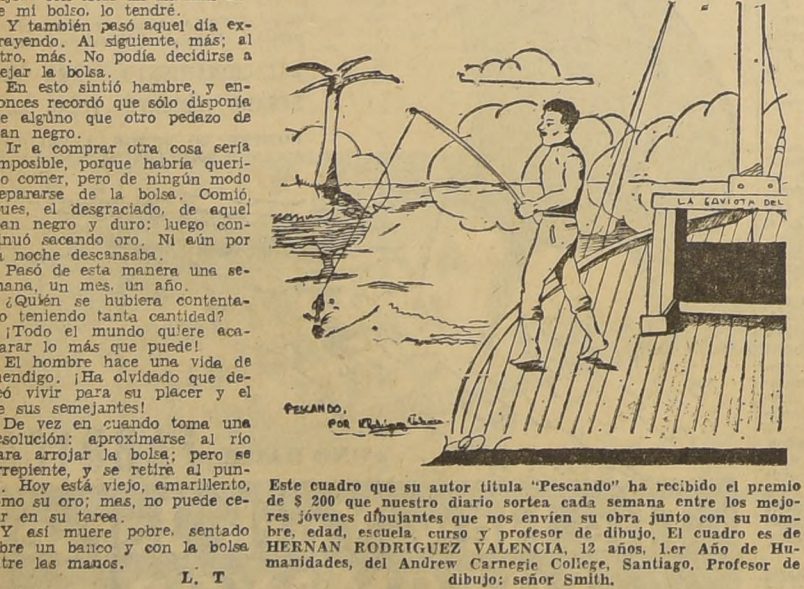 e mi bolso, lo tendré.
Y también pasó aquel día ex-
rayendo. Al siguiente, más; al
tro, más. No podía decidirse a
ejar la bolsa.
En esto sintió hambre, y en-
onces recordó que sólo disponía
e alguno que otro pedazo de
an negro.
Ir a comprar otra cosa sería
mposible, porque habría queri-
o comer, pero de ningún modo
epararse de la bolsa. Comió,
ues, el desgraciado, de aquel
an negro y duro; luego con-
inuó sacando oro. Ni aún por
a noche descansaba.
Pasó de esta manera una se-
mana, un mes, un año.
¿Quién se hubiera contenta-
o teniendo tanta cantidad?
¡Todo el mundo quiere aca-
arar lo más que puede!
El hombre hace una vida de
mendigo. ¡Ha olvidado que de-
eó vivir para su placer y el
e sus semejantes!
De vez en cuando toma una
esolución: aproximarse al río
ara arrojar la bolsa; pero se
rrepiente, y se retira al pun-
. Hoy está viejo, amarillento,
omo su oro; mas, no puede ce-
r en su tarea.
Y así muere pobre, sentado
bre un banco y con la bolsa
tre las manos.
L. T
LA GAVIOTA DEL
PESCANDO.
POR
Este cuadro que su autor titula "Pescando" ha recibido el premio
de $ 200 que nuestro diario sortea cada semana entre los mejo-
res jóvenes dibujantes que nos envíen su obra junto con su nom-
bre, edad, escuela, curso y profesor de dibujo. El cuadro es de
HERNAN RODRIGUEZ VALENCIA, 12 años, 1.er Año de Hu-
manidades, del Andrew Carnegie College, Santiago. Profesor de
dibujo: señor Smith.